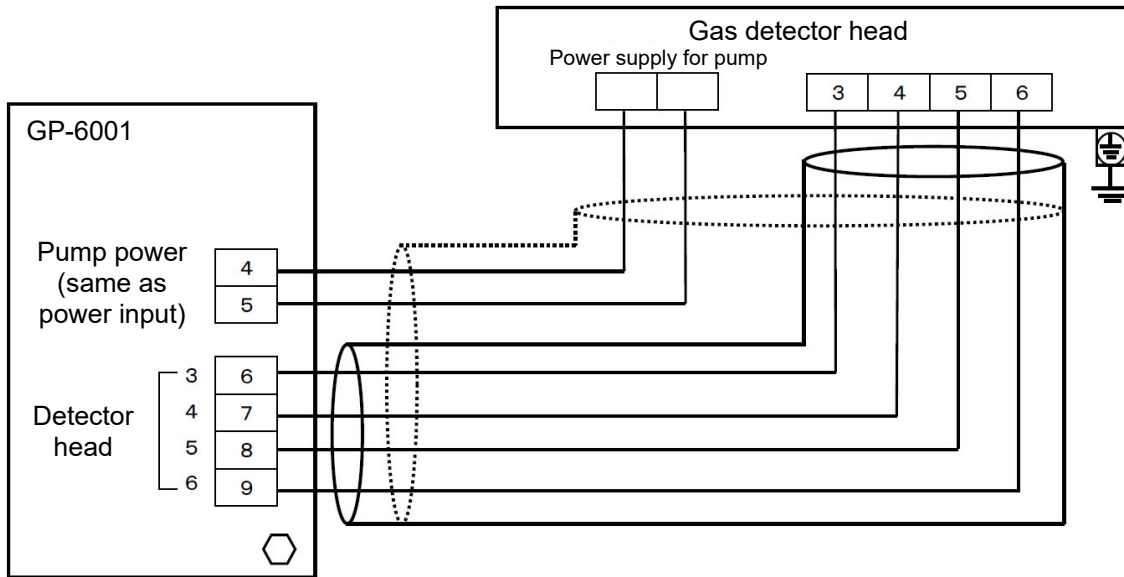 Gas detector head
Power supply for pump
3 4 5 6
GP-6001
Pump power
(same as
power input)
4
5
Detector
head
3 6
4 7
5 8
6 9